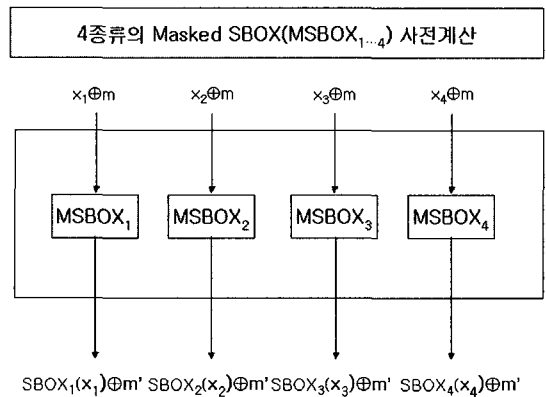 4종류의 Masked SBOX(MSBOX₁...₄) 사전계산
x₁⊕m x₂⊕m x₃⊕m x₄⊕m
MSBOX₁ MSBOX₂ MSBOX₃ MSBOX₄
SBOX₁(x₁)⊕m' SBOX₂(x₂)⊕m' SBOX₃(x₃)⊕m' SBOX₄(x₄)⊕m'